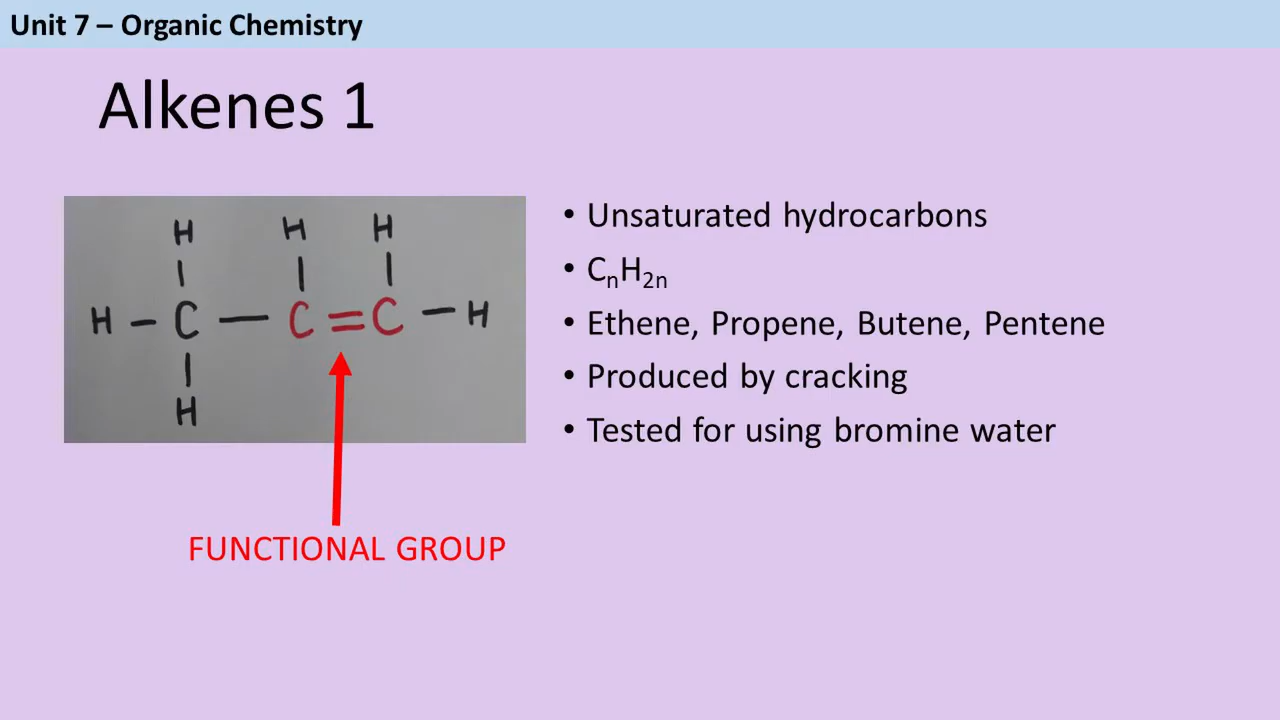 Unit 7 – Organic Chemistry
Alkenes 1
H H H
H – C — C = C – H
H
• Unsaturated hydrocarbons
• CₙH₂ₙ
• Ethene, Propene, Butene, Pentene
• Produced by cracking
• Tested for using bromine water
FUNCTIONAL GROUP